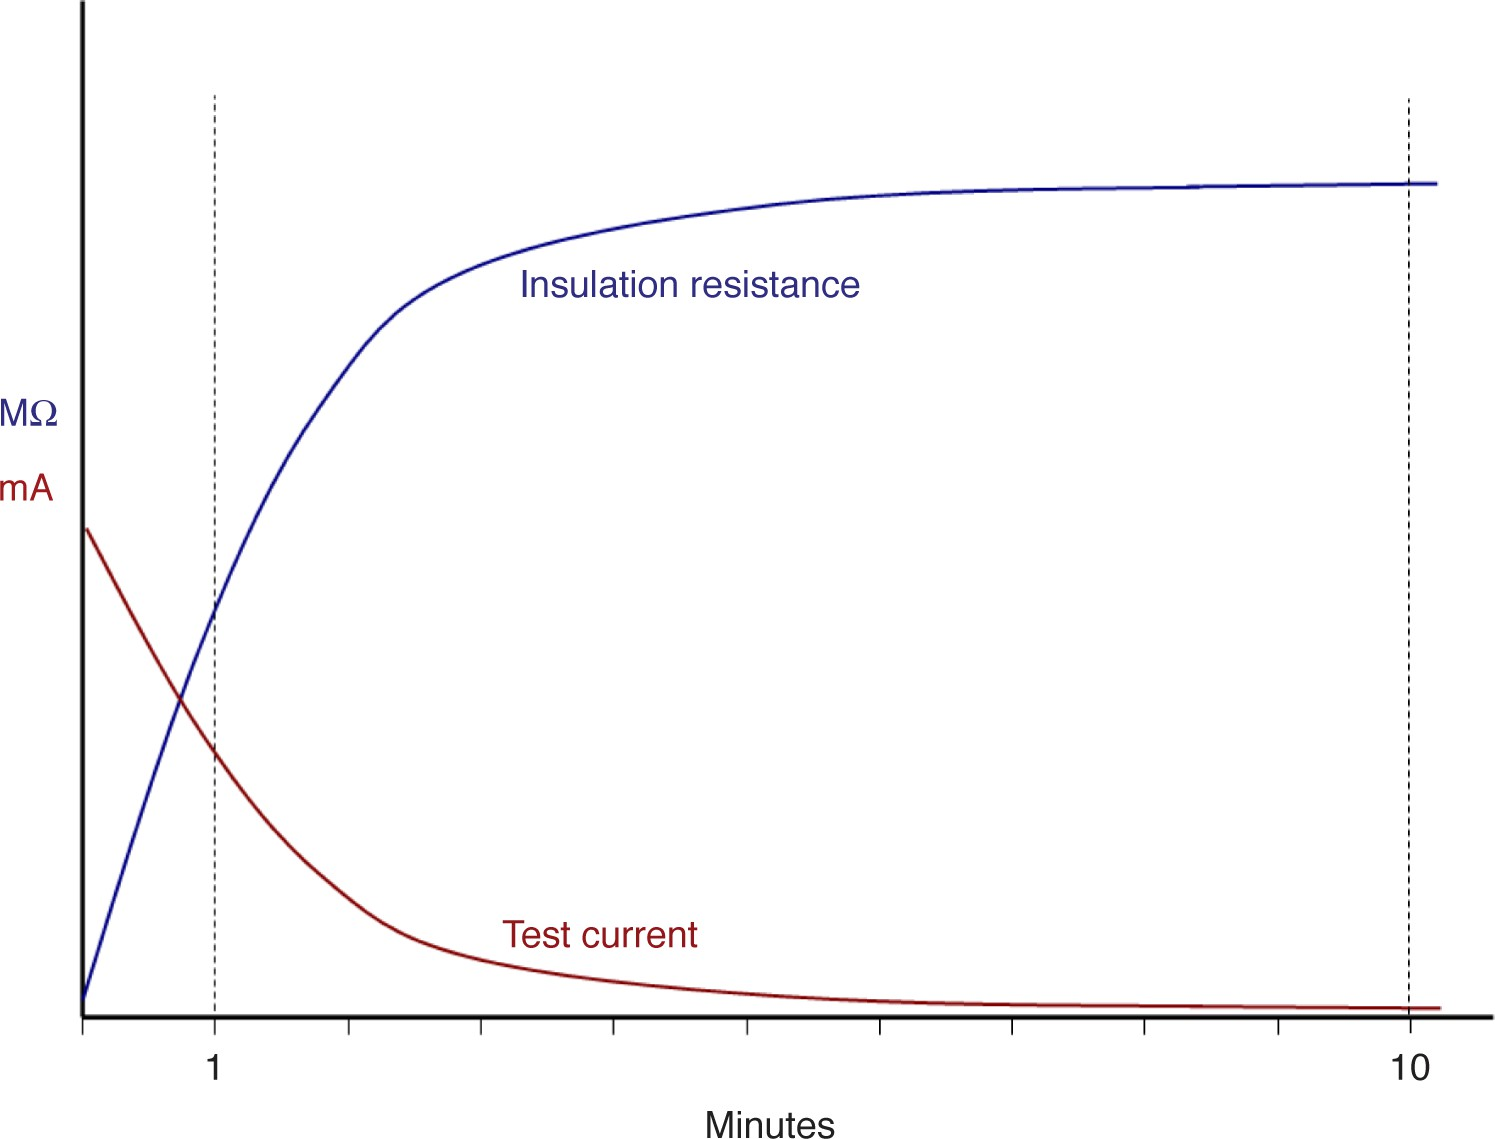 Insulation resistance
MΩ
mA
Test current
1
10
Minutes